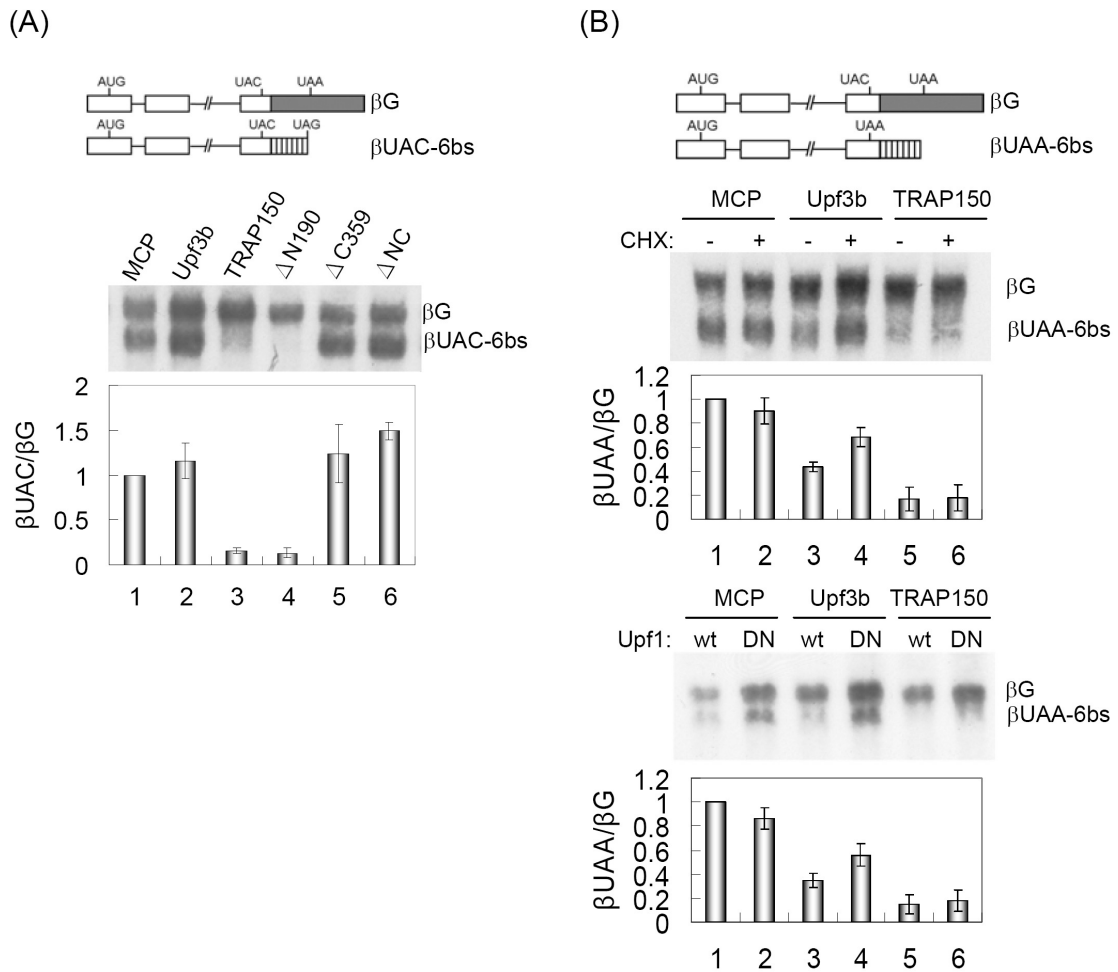 (A)
AUG UAC UAA
βG
AUG UAC UAG
βUAC-6bs
MCP Upf3b TRAP150 △N190 △C359 △NC
βG
βUAC-6bs
βUAC/βG
2
1.5
1
0.5
0
1 2 3 4 5 6
(B)
AUG UAC UAA
βG
AUG UAA
βUAA-6bs
MCP Upf3b TRAP150
CHX: - + - + - +
βG
βUAA-6bs
βUAA/βG
1.2
1
0.8
0.6
0.4
0.2
0
1 2 3 4 5 6
MCP Upf3b TRAP150
Upf1: wt DN wt DN wt DN
βG
βUAA-6bs
βUAA/βG
1.2
1
0.8
0.6
0.4
0.2
0
1 2 3 4 5 6